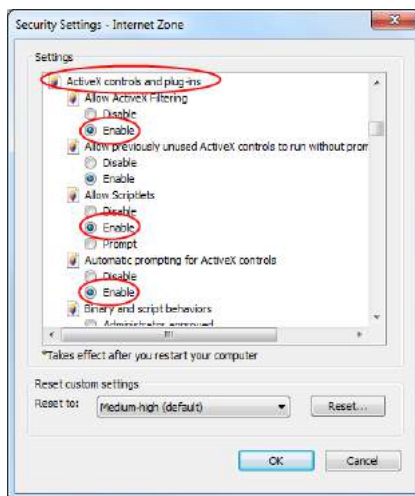 Security Settings - Internet Zone
Settings
ActiveX controls and plug-ins
Allow ActiveX Filtering
Disable
Enable
Allow previously unused ActiveX controls to run without prom
Disable
Enable
Allow Scriptlets
Disable
Enable
Prompt
Automatic prompting for ActiveX controls
Disable
Enable
Binary and script behaviors
Administrator approved
*Takes effect after you restart your computer
Reset custom settings
Reset to: Medium-high (default) Reset...
OK Cancel